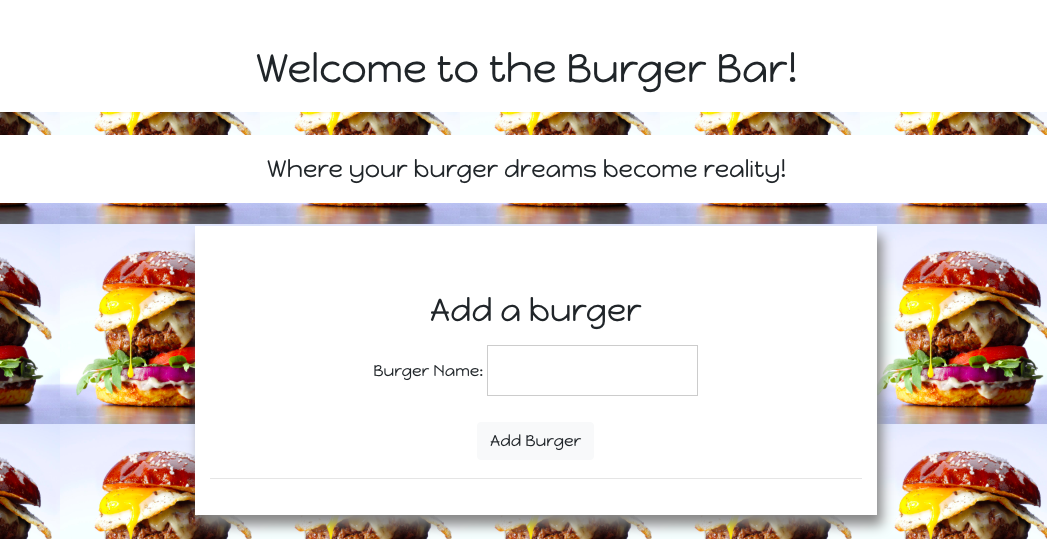 Welcome to the Burger Bar!
Where your burger dreams become reality!
Add a burger
Burger Name:
Add Burger